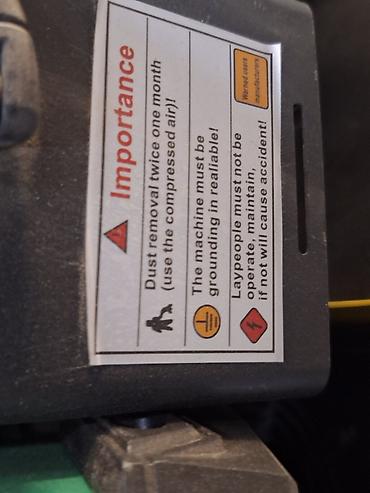 Importance
Dust removal twice one month
(use the compressed air)!
The machine must be
grounding in realiable!
Laypeople must not be
operate, maintain,
if not will cause accident!
Warned users
manufacturers